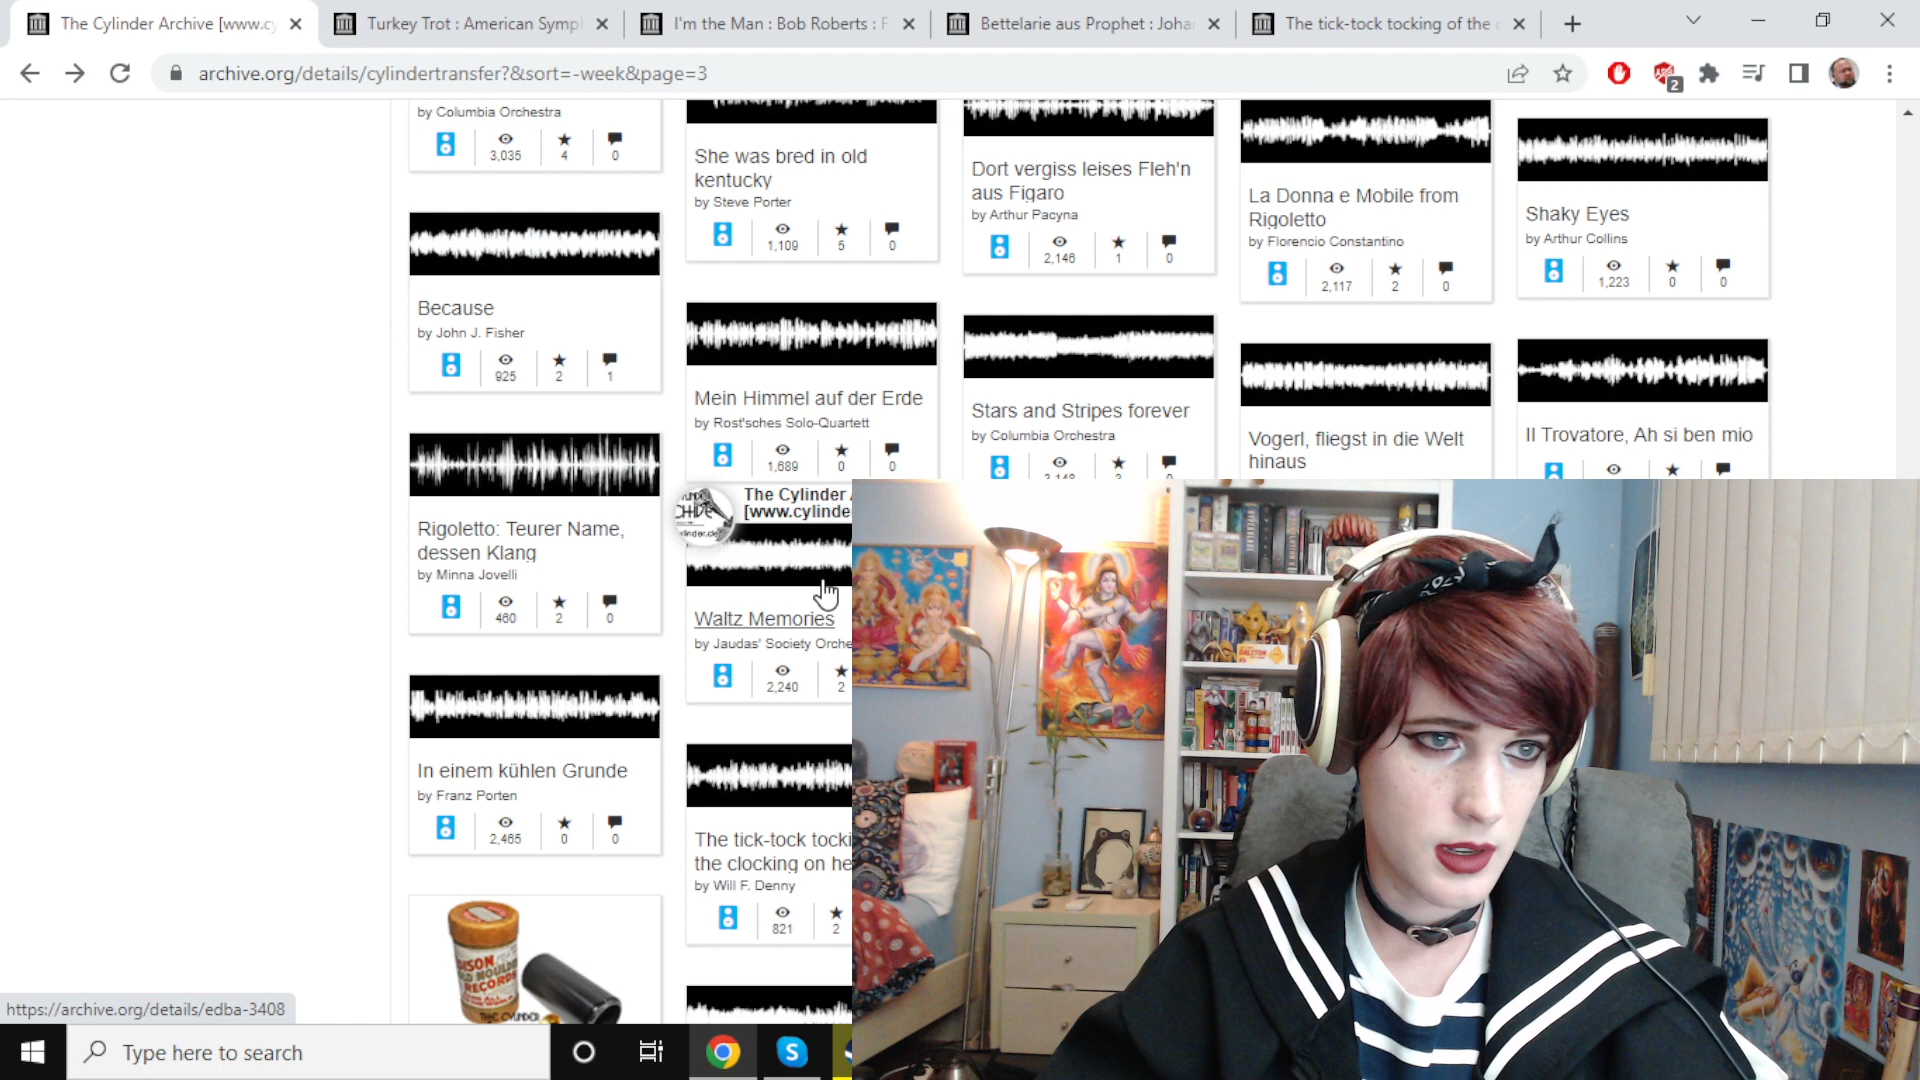 The Cylinder Archive [www.cy
Turkey Trot : American Symph
I'm the Man : Bob Roberts : F
Bettelarie aus Prophet : Joha
The tick-tock tocking of the c
archive.org/details/cylindertransfer?&sort=-week&page=3
2
by Columbia Orchestra
3,035 4 0
Because
by John J. Fisher
925 2 1
Rigoletto: Teurer Name,
dessen Klang
by Minna Jovelli
460 2 0
In einem kühlen Grunde
by Franz Porten
2,465 0 0
EDISON
GOLD MOULDED
RECORDS
THE CYLINDER
She was bred in old
kentucky
by Steve Porter
1,109 5 0
Mein Himmel auf der Erde
by Rost'sches Solo-Quartett
1,689 0 0
The Cylinder A
[www.cylinde
Waltz Memories
by Jaudas' Society Orche
2,240 2
The tick-tock tocki
the clocking on he
by Will F. Denny
821 2
Dort vergiss leises Fleh'n
aus Figaro
by Arthur Pacyna
2,146 1 0
Stars and Stripes forever
by Columbia Orchestra
La Donna e Mobile from
Rigoletto
by Florencio Constantino
2,117 2 0
Vogerl, fliegst in die Welt
hinaus
Shaky Eyes
by Arthur Collins
1,223 0 0
Il Trovatore, Ah si ben mio
https://archive.org/details/edba-3408
Type here to search